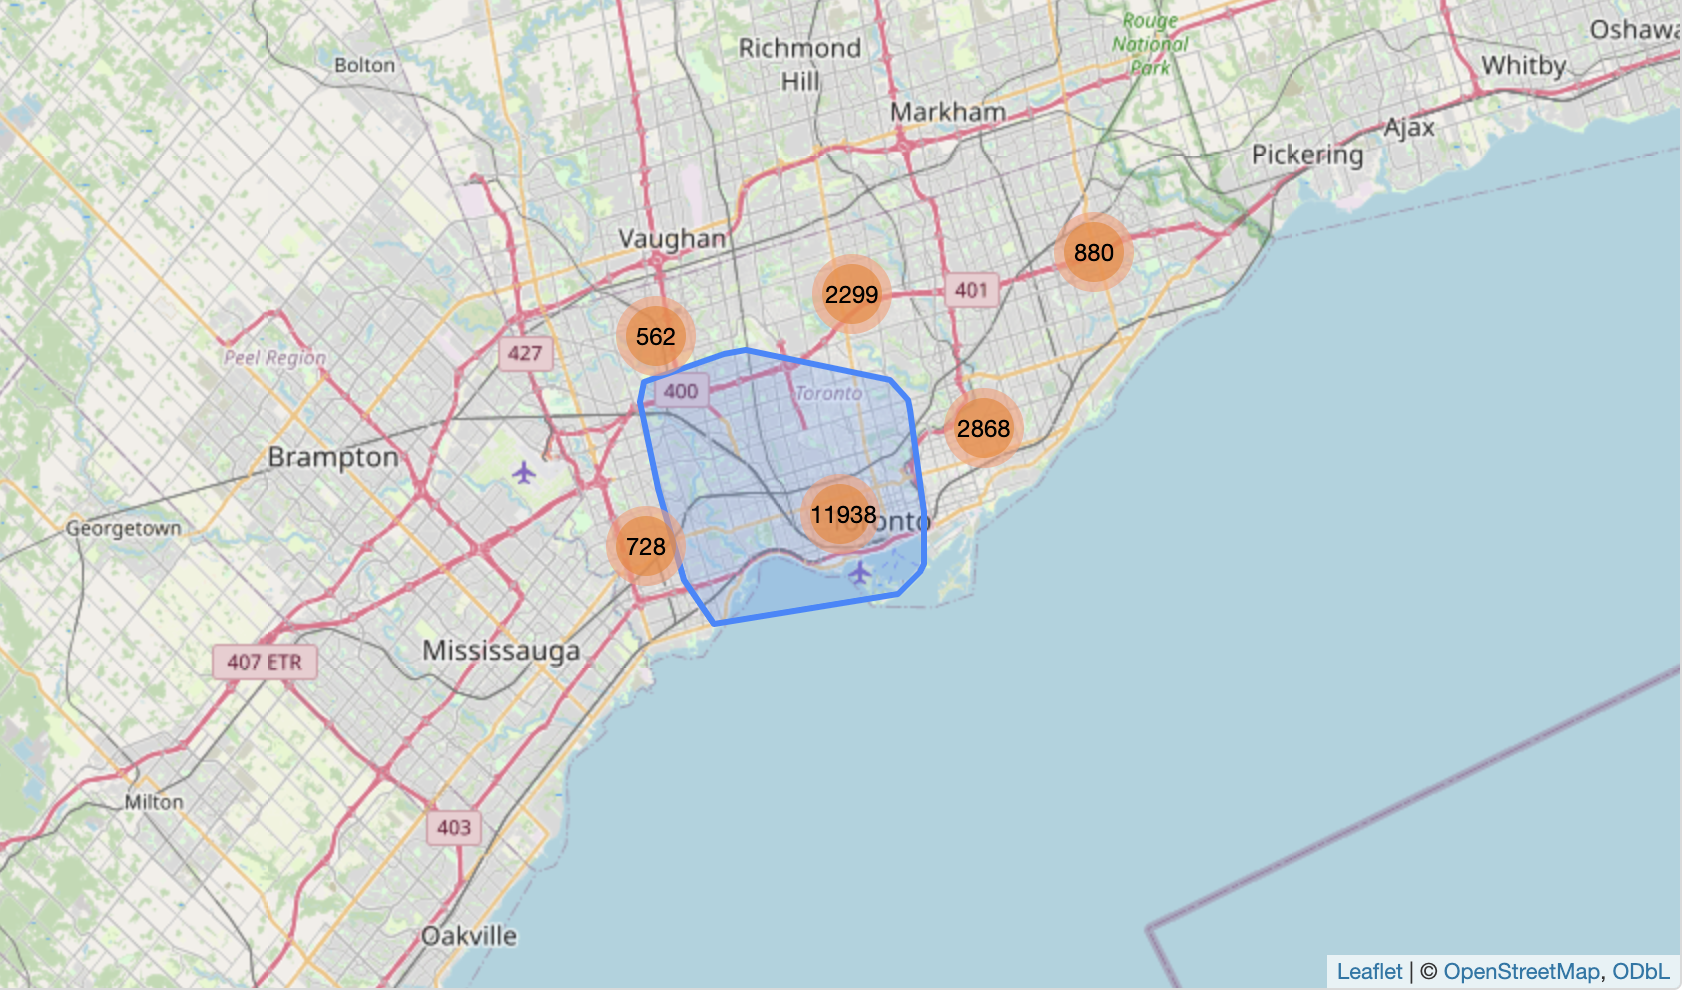 Oshawa
Rouge
National
Park
Richmond
Hill
Bolton
Whitby
Markham
Ajax
Pickering
Vaughan
880
401
2299
562
427
Peel Region
400
Toronto
2868
Brampton
11938
Toronto
Georgetown
728
Mississauga
407 ETR
Milton
403
Oakville
Leaflet | © OpenStreetMap, ODbL